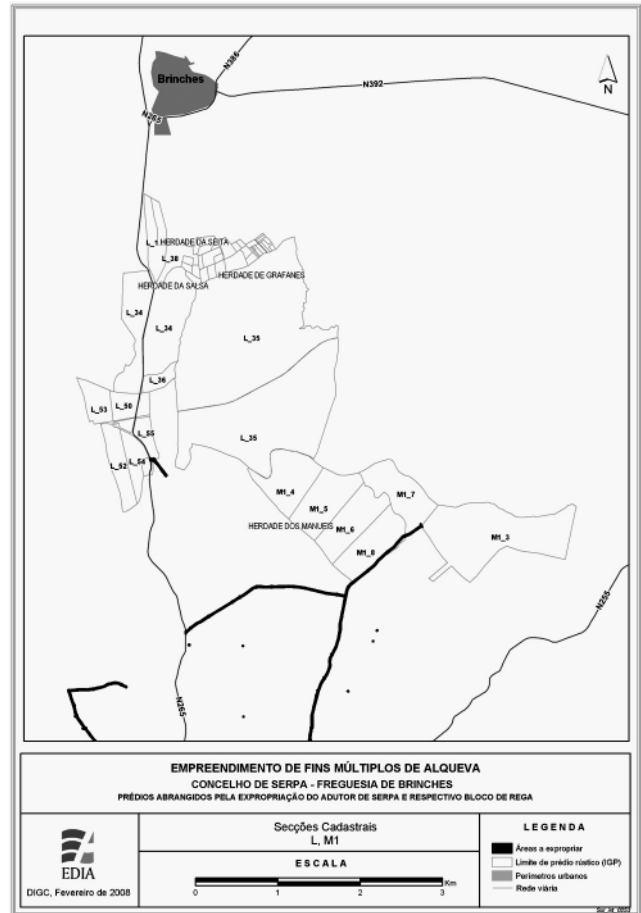 N386
Brinches
N392
N
N265
L_1
HERDADE DA SEITA
L_38
HERDADE DE GRAFANES
HERDADE DA SALSA
L_34
L_34
L_35
L_36
L_53
L_50
L_55
L_35
L_52
L_54
M1_4
M1_7
M1_5
HERDADE DOS MANUEIS
M1_6
M1_3
M1_8
N255
N265
EMPREENDIMENTO DE FINS MÚLTIPLOS DE ALQUEVA
CONCELHO DE SERPA - FREGUESIA DE BRINCHES
PRÉDIOS ABRANGIDOS PELA EXPROPRIAÇÃO DO ADUTOR DE SERPA E RESPECTIVO BLOCO DE REGA
EDIA
DIGC, Fevereiro de 2008
Secções Cadastrais
L, M1
ESCALA
0 1 2 3 Km
LEGENDA
Áreas a expropriar
Limite de prédio rústico (IGP)
Perímetros urbanos
Rede viária